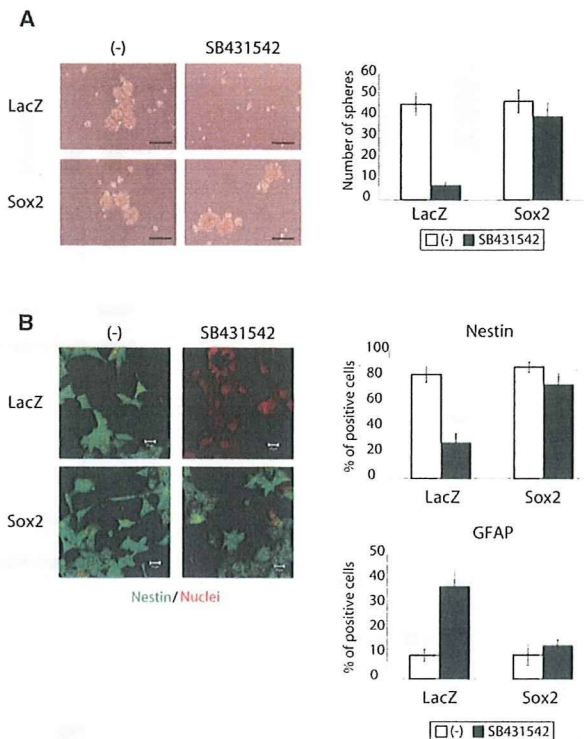 A
(-) SB431542
LacZ
Sox2
Number of spheres
60
50
40
30
20
10
0
LacZ Sox2
(-) SB431542
B
(-) SB431542
LacZ
Sox2
Nestin/Nuclei
Nestin
% of positive cells
100
80
60
40
20
0
LacZ Sox2
GFAP
% of positive cells
50
40
30
20
10
0
LacZ Sox2
(-) SB431542